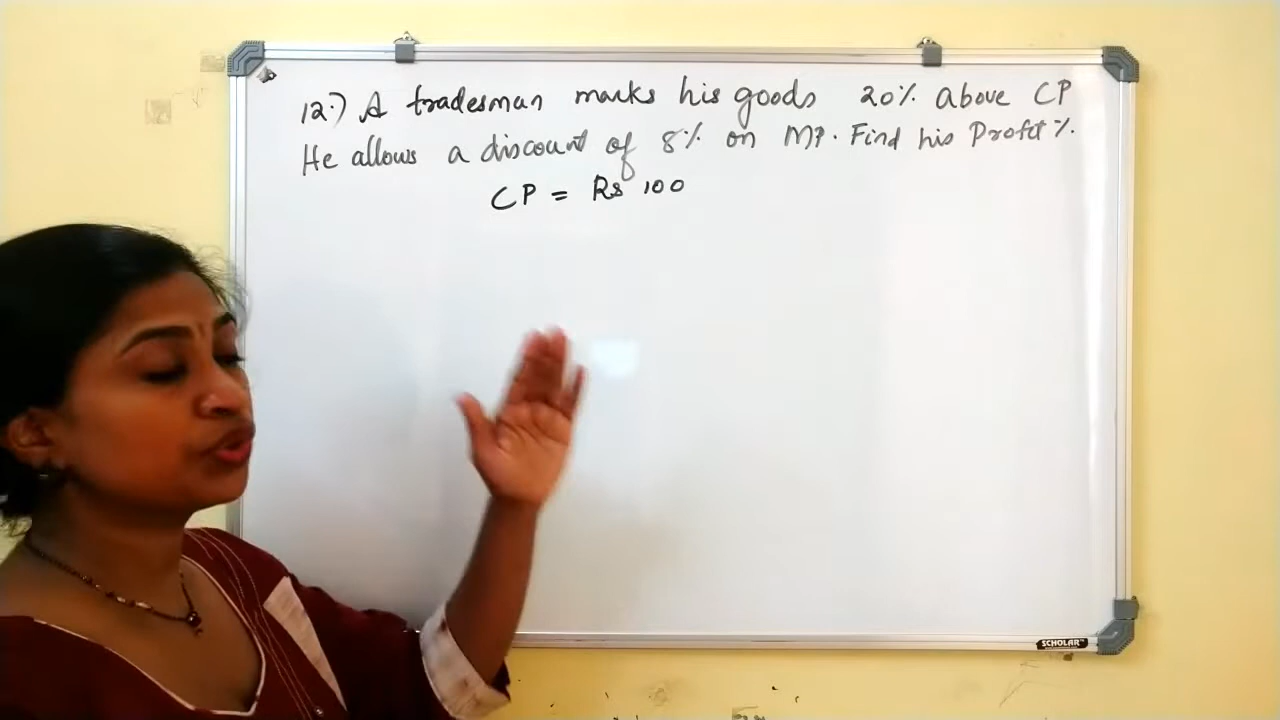 12.) A tradesman marks his goods 20% above CP
He allows a discount of 8% on MP. Find his Profit %.
CP = Rs 100
SCHOLAR